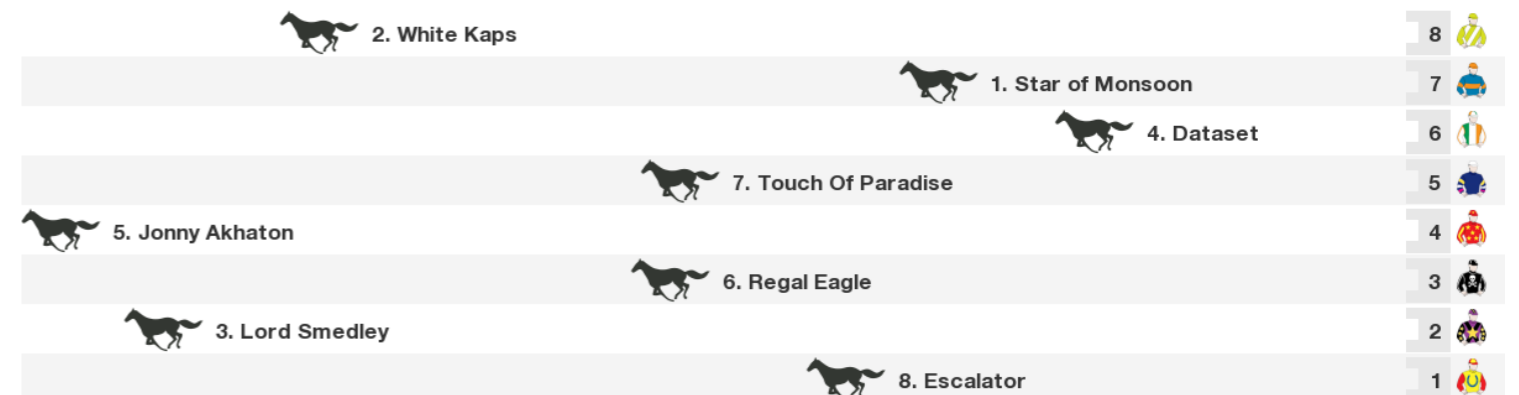 2. White Kaps 8
1. Star of Monsoon 7
4. Dataset 6
7. Touch Of Paradise 5
5. Jonny Akhaton 4
6. Regal Eagle 3
3. Lord Smedley 2
8. Escalator 1